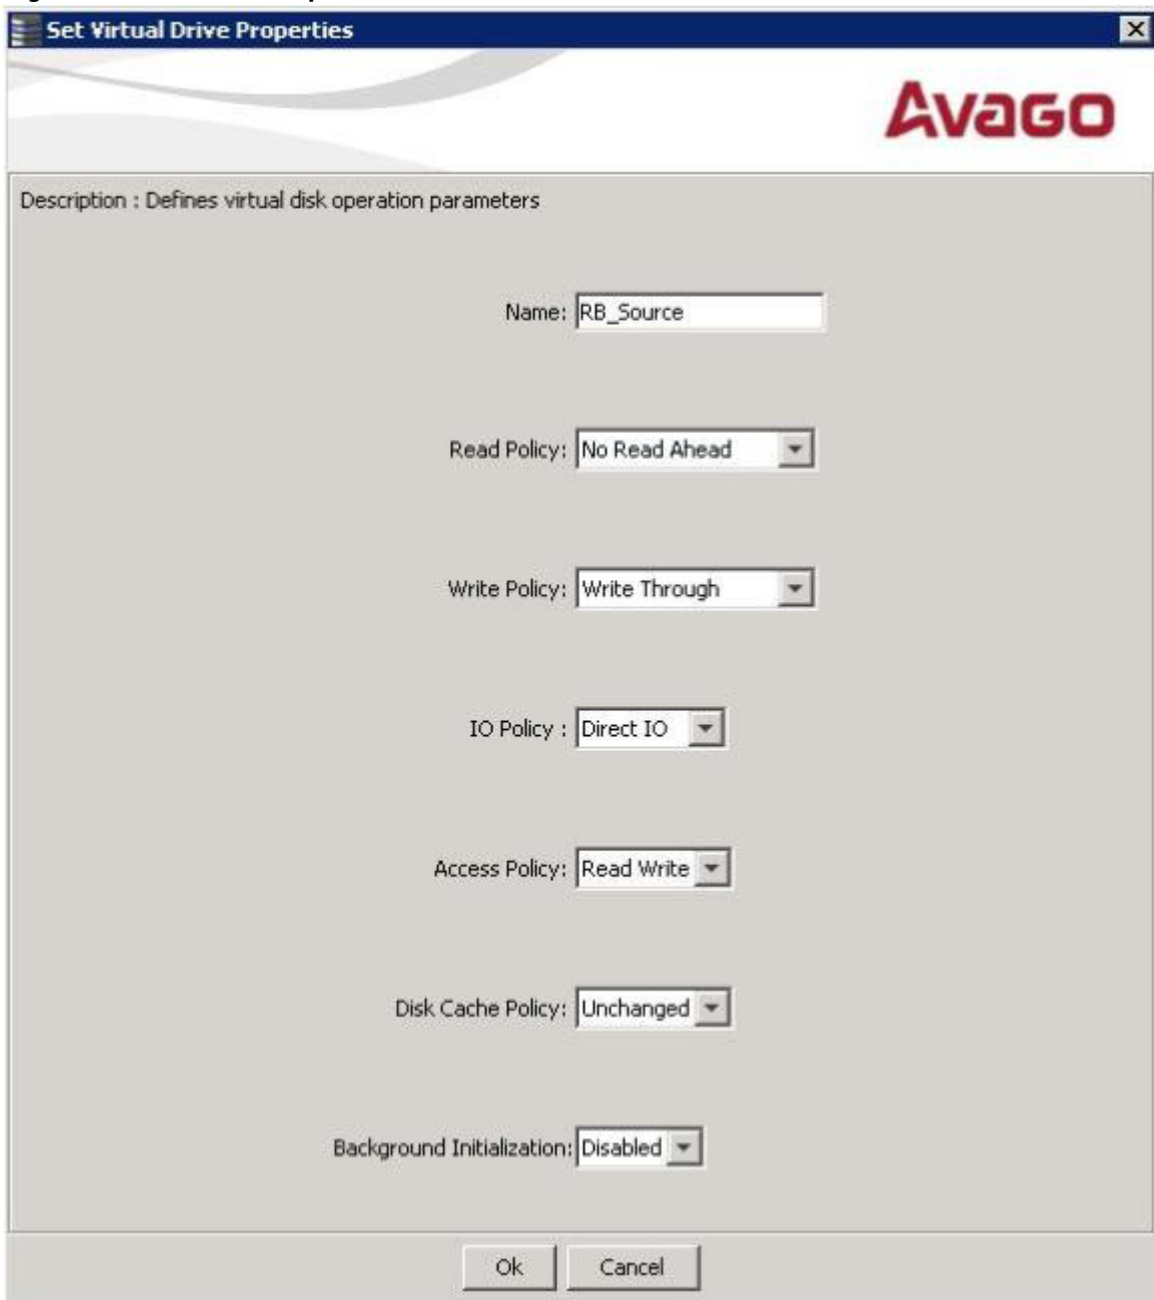 Set Virtual Drive Properties
Avago
Description : Defines virtual disk operation parameters
Name: RB_Source
Read Policy: No Read Ahead
Write Policy: Write Through
IO Policy : Direct IO
Access Policy: Read Write
Disk Cache Policy: Unchanged
Background Initialization: Disabled
Ok Cancel